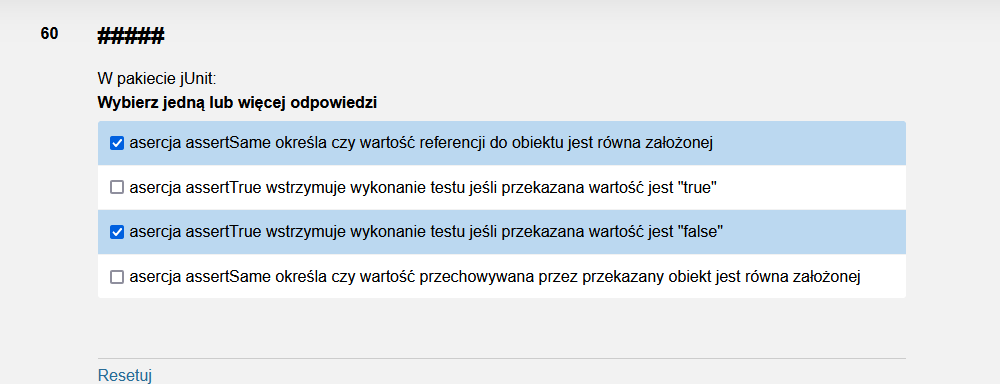 60
#####
W pakiecie jUnit:
Wybierz jedną lub więcej odpowiedzi
asercja assertSame określa czy wartość referencji do obiektu jest równa założonej
asercja assertTrue wstrzymuje wykonanie testu jeśli przekazana wartość jest "true"
asercja assertTrue wstrzymuje wykonanie testu jeśli przekazana wartość jest "false"
asercja assertSame określa czy wartość przechowywana przez przekazany obiekt jest równa założonej
Resetuj